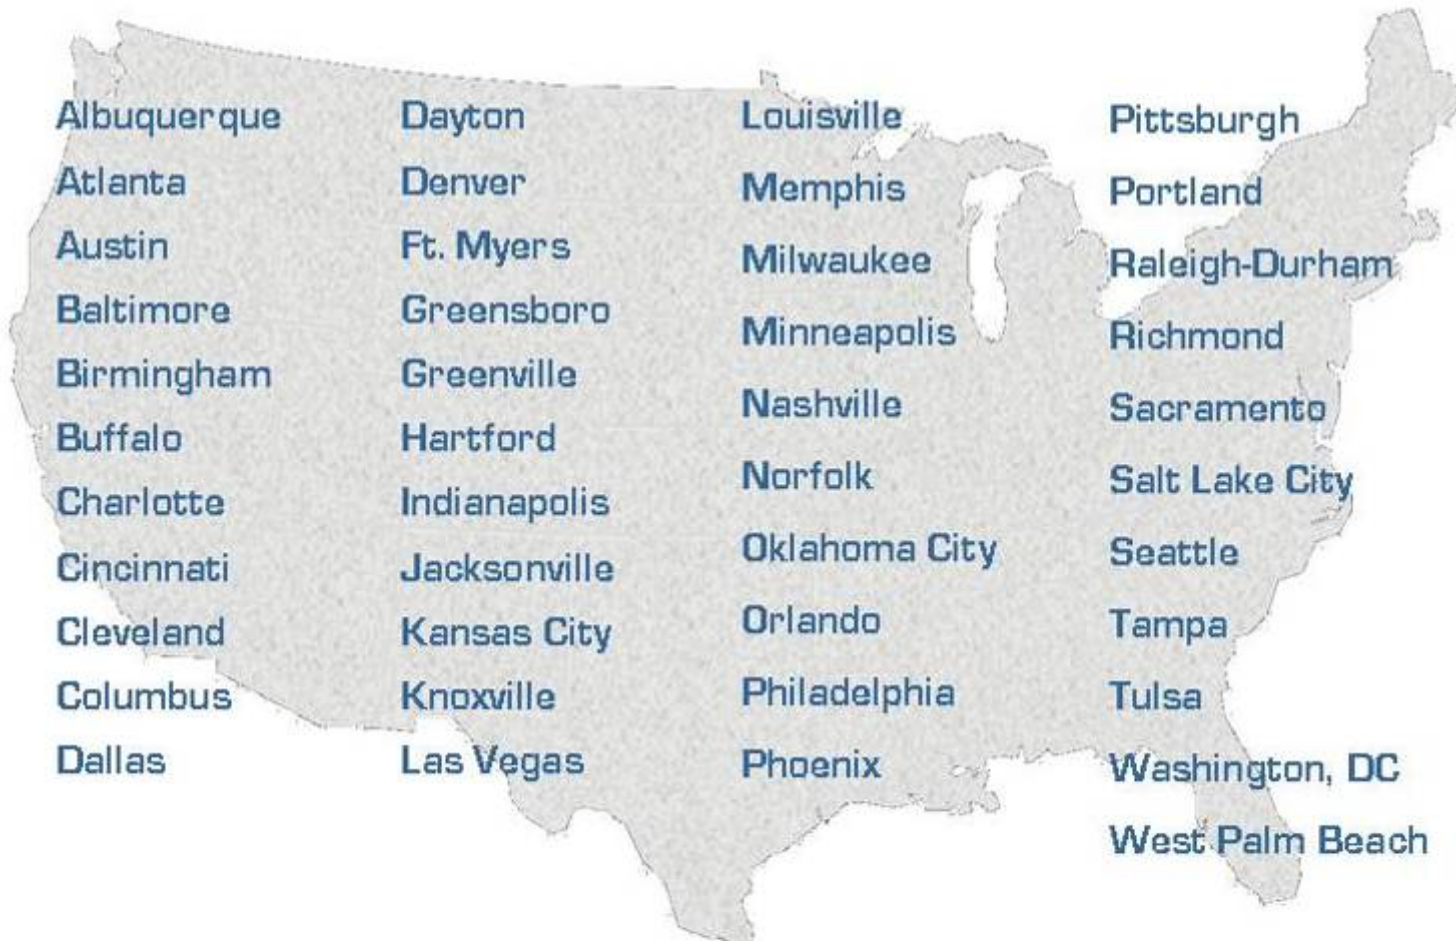 Albuquerque
Atlanta
Austin
Baltimore
Birmingham
Buffalo
Charlotte
Cincinnati
Cleveland
Columbus
Dallas
Dayton
Denver
Ft. Myers
Greensboro
Greenville
Hartford
Indianapolis
Jacksonville
Kansas City
Knoxville
Las Vegas
Louisville
Memphis
Milwaukee
Minneapolis
Nashville
Norfolk
Oklahoma City
Orlando
Philadelphia
Phoenix
Pittsburgh
Portland
Raleigh-Durham
Richmond
Sacramento
Salt Lake City
Seattle
Tampa
Tulsa
Washington, DC
West Palm Beach